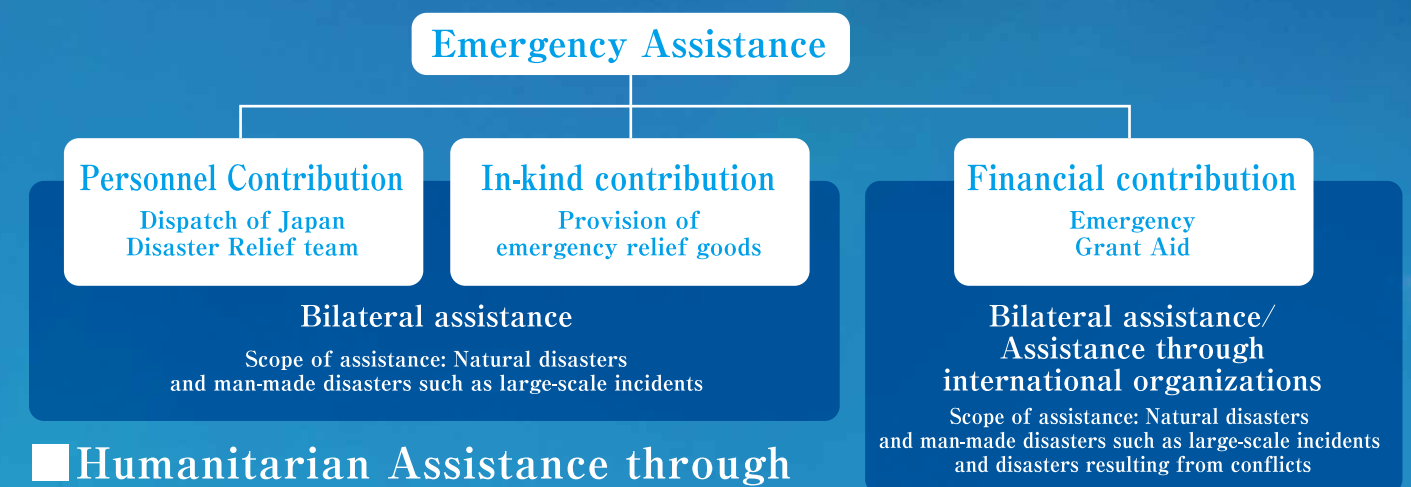 Emergency Assistance
Personnel Contribution
Dispatch of Japan
Disaster Relief team
In-kind contribution
Provision of
emergency relief goods
Bilateral assistance
Scope of assistance: Natural disasters
and man-made disasters such as large-scale incidents
Financial contribution
Emergency
Grant Aid
Bilateral assistance/
Assistance through
international organizations
Scope of assistance: Natural disasters
and man-made disasters such as large-scale incidents
and disasters resulting from conflicts
Humanitarian Assistance through